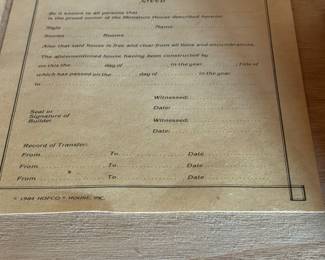 DEED
Be it known to all persons that
is the proud owner of the Miniature House described herein:
Style Name
Stories Rooms
Also that said house is free and clear from all liens and encumbrances.
The abovementioned house having been constructed by
on this the day of in the year , title of
which has passed on the day of in the year
to
Witnessed:
Date:
Seal or
Signature of
Builder
Witnessed:
Date:
Record of Transfer:
From To Date
From To Date
From To Date
© 1984 HOFCO HOUSE, INC.